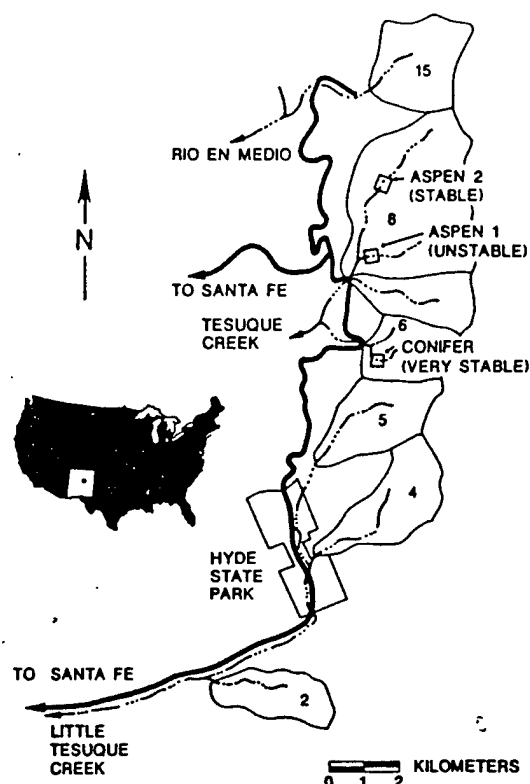 15
RIO EN MEDIO
ASPEN 2
(STABLE)
8
ASPEN 1
(UNSTABLE)
N
TO SANTA FE
TESUQUE
CREEK
6
CONIFER
(VERY STABLE)
5
4
HYDE
STATE
PARK
TO SANTA FE
2
LITTLE
TESUQUE
CREEK
KILOMETERS
0 1 2